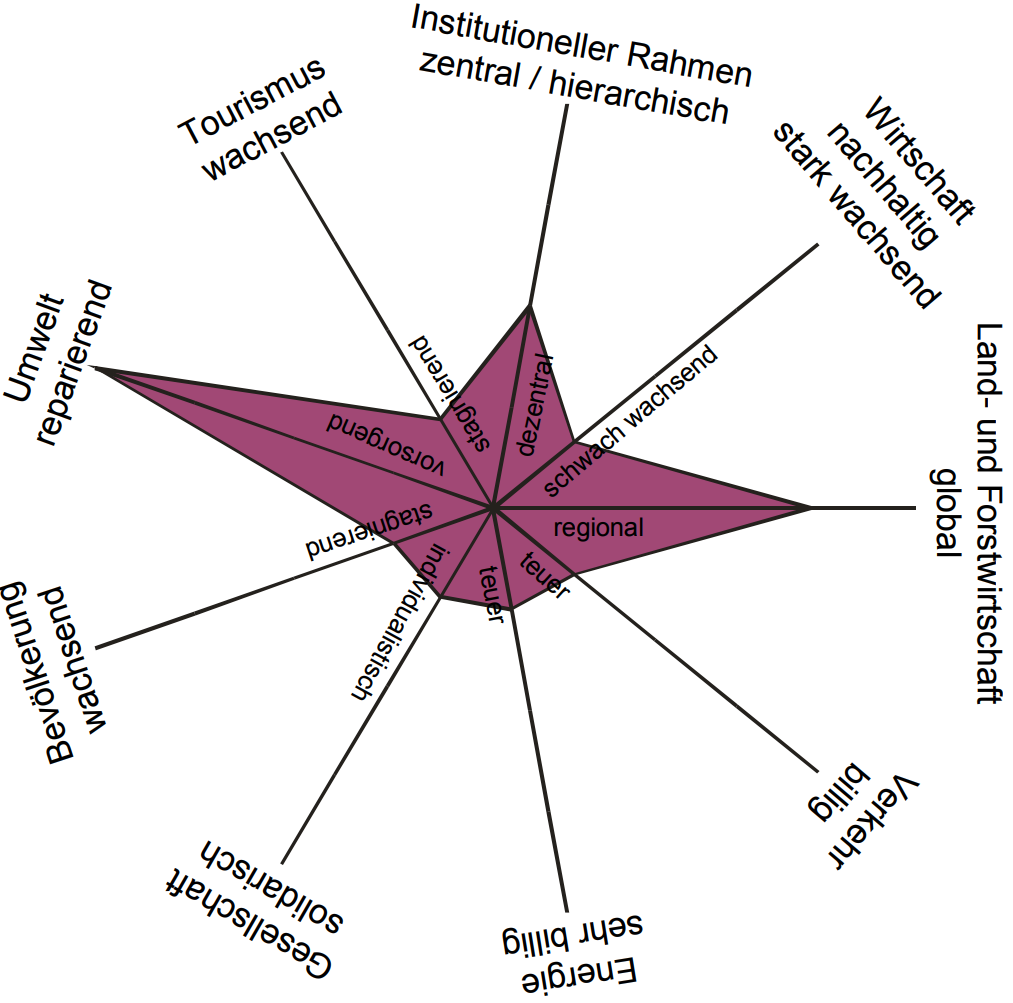 Institutioneller Rahmen
zentral / hierarchisch
dezentral
Wirtschaft
nachhaltig
stark wachsend
schwach wachsend
Land- und Forstwirtschaft
global
regional
Verkehr
billig
teuer
Energie
sehr billig
teuer
Gesellschaft
solidarisch
individualistisch
Bevölkerung
wachsend
stagnierend
Umwelt
reparierend
vorsorgend
Tourismus
wachsend
stagnierend